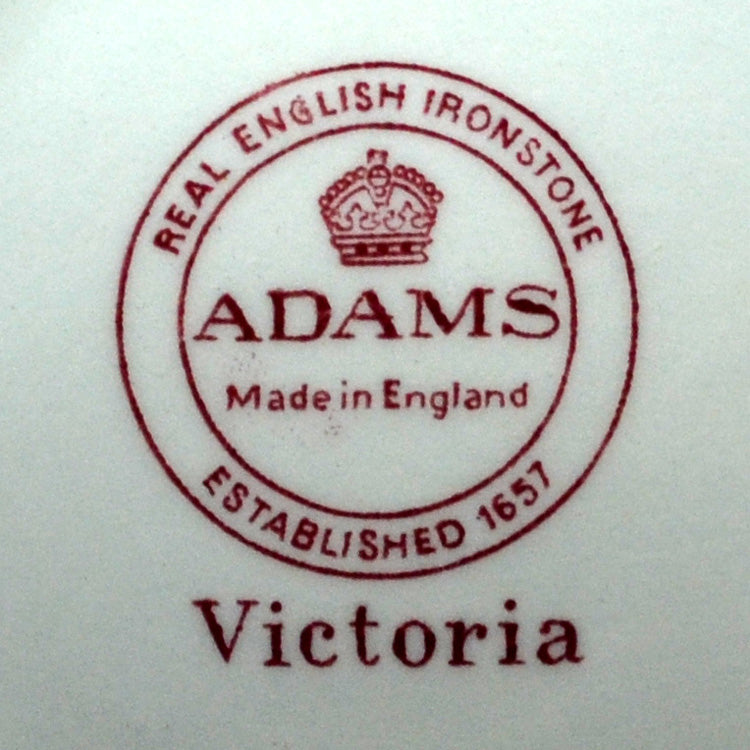 REAL ENGLISH IRONSTONE
ADAMS
Made in England
ESTABLISHED 1657
Victoria